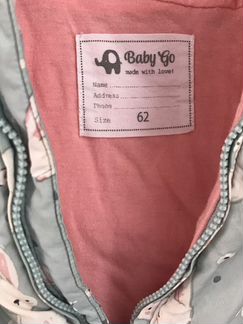 Baby Go
made with love!
Name
Address
Phone
Size 62